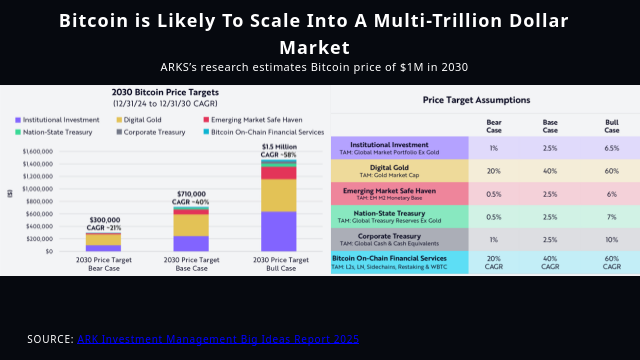 Bitcoin is Likely To Scale Into A Multi-Trillion Dollar
Market
ARKS’s research estimates Bitcoin price of $1M in 2030
2030 Bitcoin Price Targets
(12/31/24 to 12/31/30 CAGR)
Institutional Investment Digital Gold Emerging Market Safe Haven
Nation-State Treasury Corporate Treasury Bitcoin On-Chain Financial Services
$1,600,000
$1,400,000
$1,200,000
$1,000,000
$800,000
$600,000
$400,000
$200,000
$0
$300,000
CAGR ~21%
$710,000
CAGR ~40%
$1.5 Million
CAGR ~58%
2030 Price Target
Bear Case
2030 Price Target
Base Case
2030 Price Target
Bull Case
Price Target Assumptions
Bear Case Base Case Bull Case
Institutional Investment 1% 2.5% 6.5%
TAM: Global Market Portfolio Ex Gold
Digital Gold 20% 40% 60%
TAM: Gold Market Cap
Emerging Market Safe Haven 0.5% 2.5% 6%
TAM: EM M2 Monetary Base
Nation-State Treasury 0.5% 2.5% 7%
TAM: Global Treasury Reserves Ex Gold
Corporate Treasury 1% 2.5% 10%
TAM: Global Cash & Cash Equivalents
Bitcoin On-Chain Financial Services 20% CAGR 40% CAGR 60% CAGR
TAM: L2s, LN, Sidechains, Restaking & WBTC
SOURCE: ARK Investment Management Big Ideas Report 2025